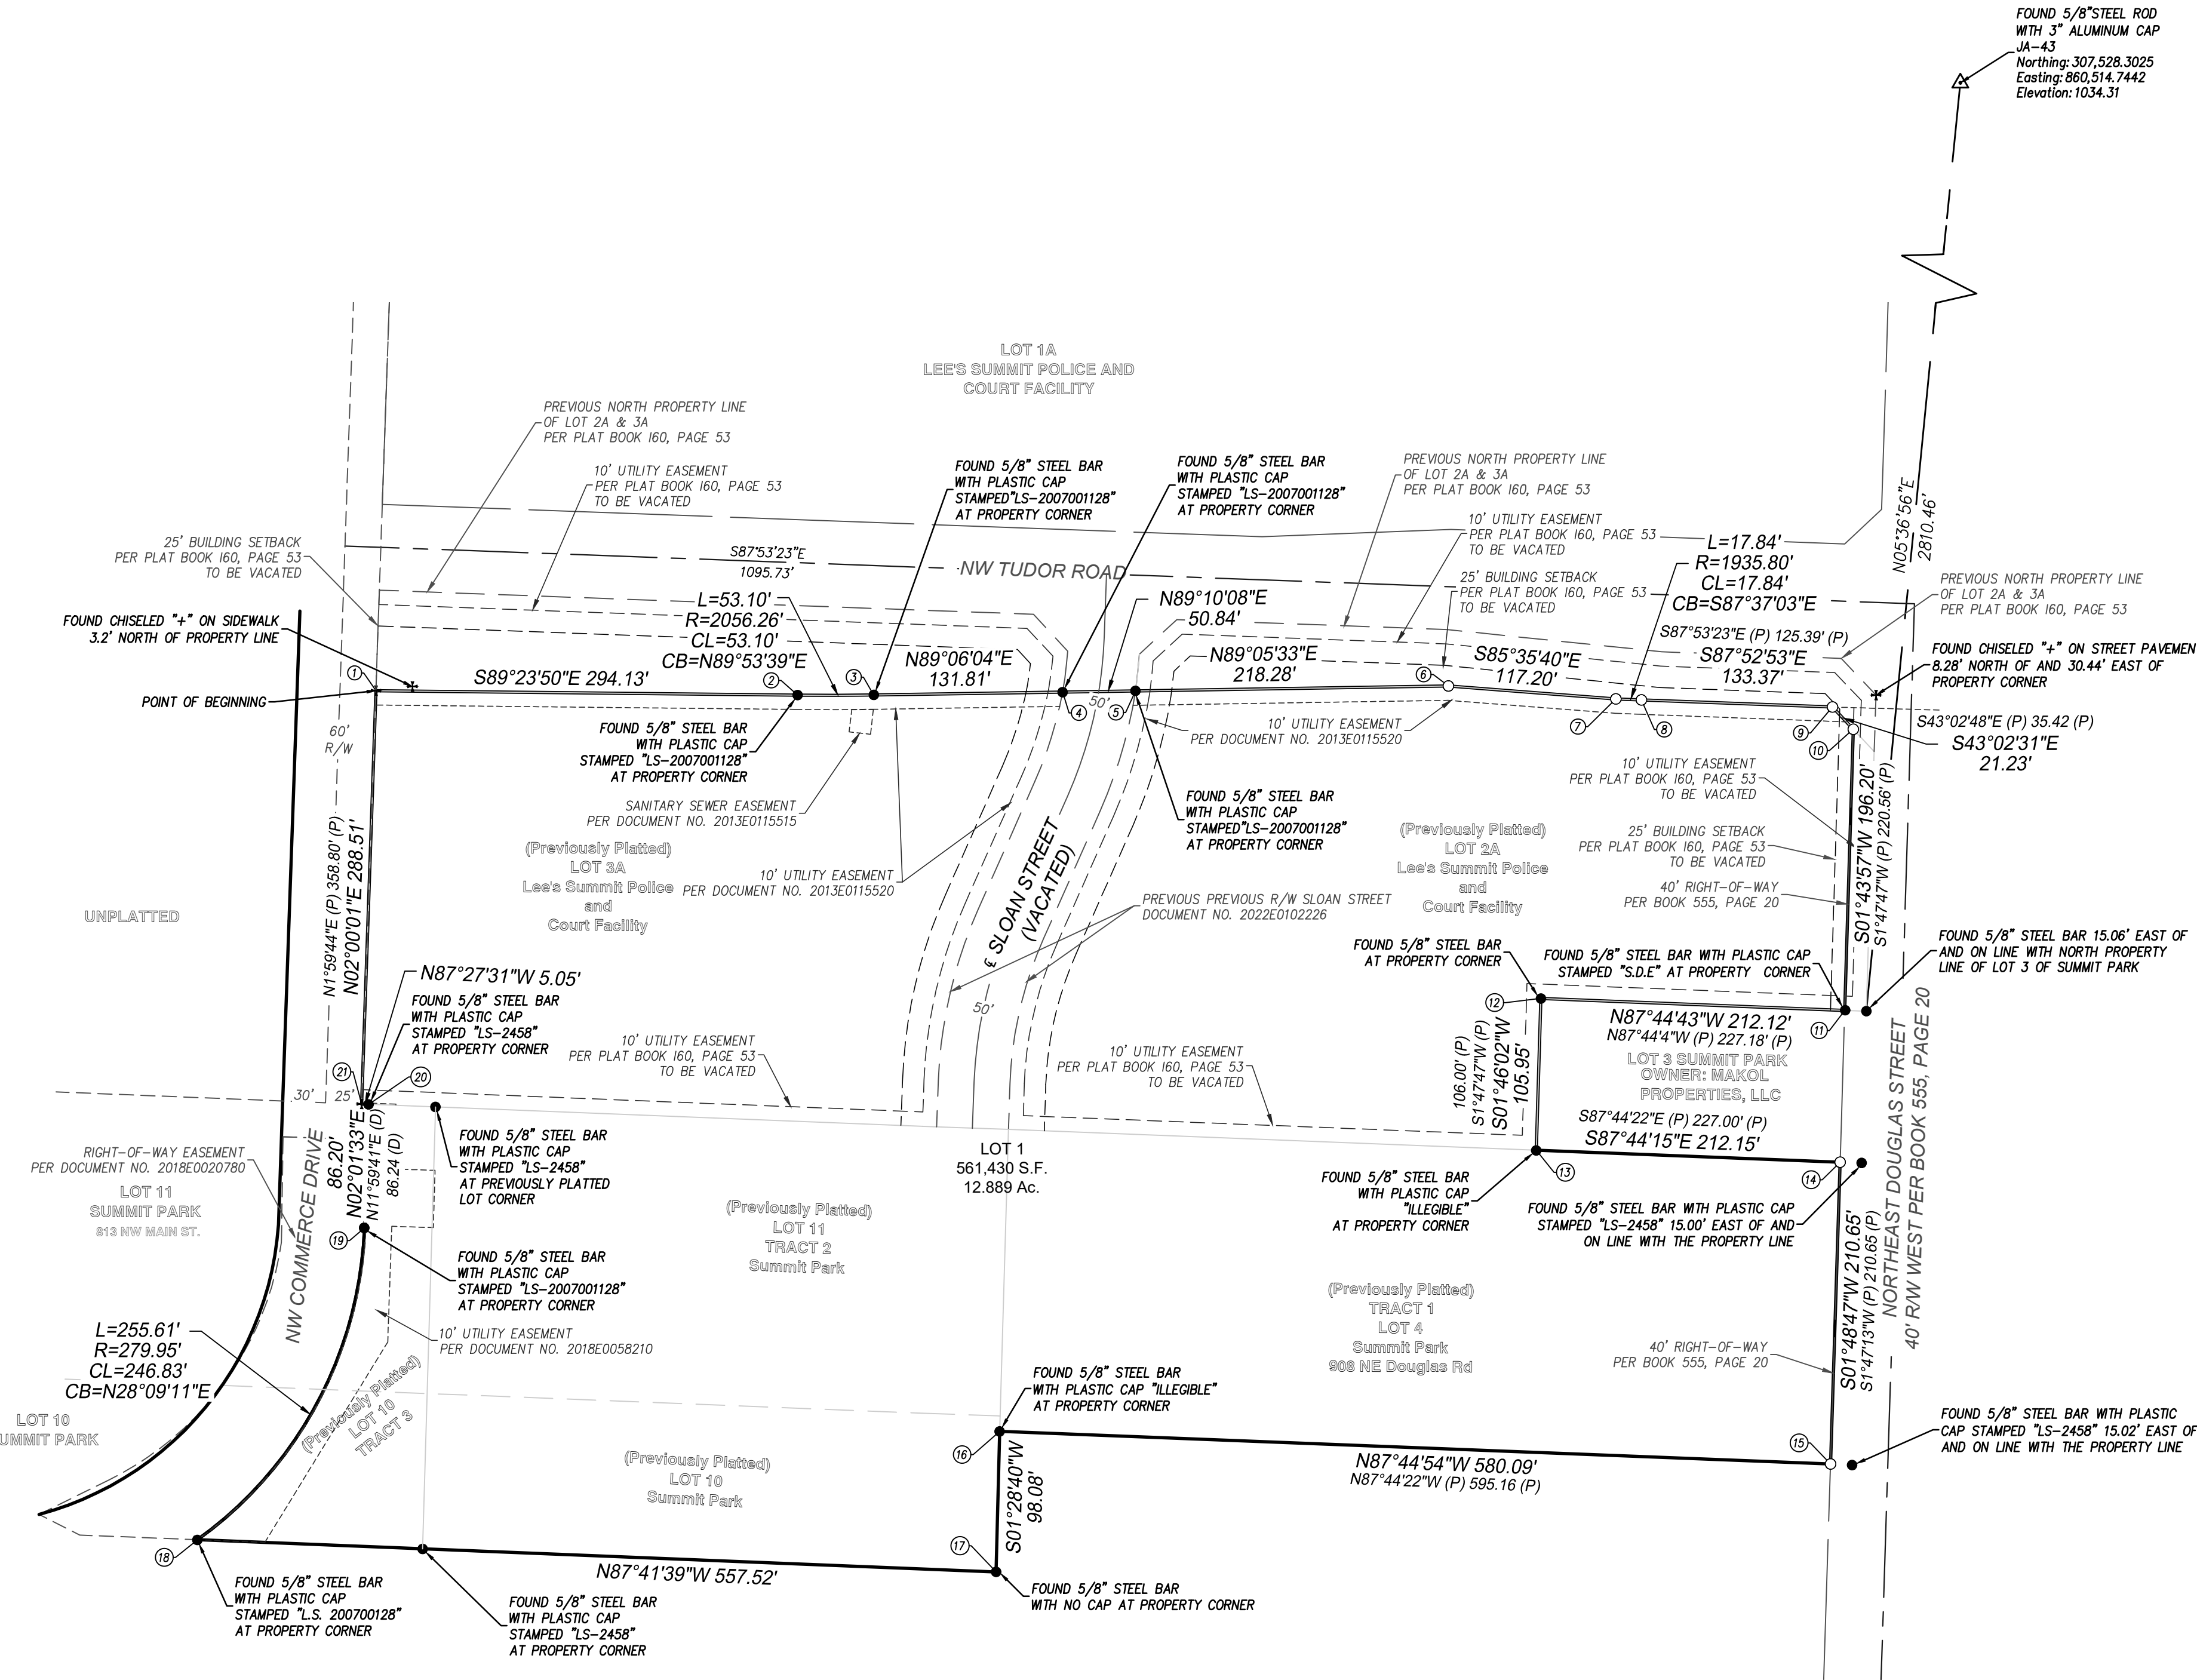 FOUND 5/8"STEEL ROD
WITH 3" ALUMINUM CAP
JA-43
Northing: 307,528.3025
Easting: 860,514.7442
Elevation: 1034.31
N05°36'56"E
2810.46'
LOT 1A
LEE'S SUMMIT POLICE AND
COURT FACILITY
PREVIOUS NORTH PROPERTY LINE
OF LOT 2A & 3A
PER PLAT BOOK 160, PAGE 53
10' UTILITY EASEMENT
PER PLAT BOOK 160, PAGE 53
TO BE VACATED
FOUND 5/8" STEEL BAR
WITH PLASTIC CAP
STAMPED"LS-2007001128"
AT PROPERTY CORNER
FOUND 5/8" STEEL BAR
WITH PLASTIC CAP
STAMPED "LS-2007001128"
AT PROPERTY CORNER
PREVIOUS NORTH PROPERTY LINE
OF LOT 2A & 3A
PER PLAT BOOK 160, PAGE 53
10' UTILITY EASEMENT
PER PLAT BOOK 160, PAGE 53
TO BE VACATED
25' BUILDING SETBACK
PER PLAT BOOK 160, PAGE 53
TO BE VACATED
25' BUILDING SETBACK
PER PLAT BOOK 160, PAGE 53
TO BE VACATED
S87°53'23"E
1095.73'
NW TUDOR ROAD
L=17.84'
R=1935.80'
CL=17.84'
CB=S87°37'03"E
PREVIOUS NORTH PROPERTY LINE
OF LOT 2A & 3A
PER PLAT BOOK 160, PAGE 53
FOUND CHISELED "+" ON SIDEWALK
3.2' NORTH OF PROPERTY LINE
POINT OF BEGINNING
1
S89°23'50"E 294.13'
L=53.10'
R=2056.26'
CL=53.10'
CB=N89°53'39"E
2
3
N89°06'04"E
131.81'
4
50'
5
N89°10'08"E
50.84'
N89°05'33"E
218.28'
6
S85°35'40"E
117.20'
7
8
S87°53'23"E (P) 125.39' (P)
S87°52'53"E
133.37'
9
10
FOUND CHISELED "+" ON STREET PAVEMEN
8.28' NORTH OF AND 30.44' EAST OF
PROPERTY CORNER
S43°02'48"E (P) 35.42 (P)
S43°02'31"E
21.23'
60'
R/W
FOUND 5/8" STEEL BAR
WITH PLASTIC CAP
STAMPED "LS-2007001128"
AT PROPERTY CORNER
SANITARY SEWER EASEMENT
PER DOCUMENT NO. 2013E0115515
10' UTILITY EASEMENT
PER DOCUMENT NO. 2013E0115520
FOUND 5/8" STEEL BAR
WITH PLASTIC CAP
STAMPED"LS-2007001128"
AT PROPERTY CORNER
10' UTILITY EASEMENT
PER PLAT BOOK 160, PAGE 53
TO BE VACATED
25' BUILDING SETBACK
PER PLAT BOOK 160, PAGE 53
TO BE VACATED
40' RIGHT-OF-WAY
PER BOOK 555, PAGE 20
S01°43'57"W 196.20'
S1°47'47"W (P) 220.56' (P)
N1°59'44"E (P) 358.80' (P)
N02°00'01"E 288.51'
(Previously Platted)
LOT 3A
Lee's Summit Police
and
Court Facility
10' UTILITY EASEMENT
PER DOCUMENT NO. 2013E0115520
℄ SLOAN STREET
(VACATED)
PREVIOUS PREVIOUS R/W SLOAN STREET
DOCUMENT NO. 2022E0102226
50'
(Previously Platted)
LOT 2A
Lee's Summit Police
and
Court Facility
UNPLATTED
FOUND 5/8" STEEL BAR
AT PROPERTY CORNER
FOUND 5/8" STEEL BAR WITH PLASTIC CAP
STAMPED "S.D.E" AT PROPERTY CORNER
FOUND 5/8" STEEL BAR 15.06' EAST OF
AND ON LINE WITH NORTH PROPERTY
LINE OF LOT 3 OF SUMMIT PARK
N87°27'31"W 5.05'
FOUND 5/8" STEEL BAR
WITH PLASTIC CAP
STAMPED "LS-2458"
AT PROPERTY CORNER
12
11
N87°44'43"W 212.12'
N87°44'4"W (P) 227.18' (P)
LOT 3 SUMMIT PARK
OWNER: MAKOL
PROPERTIES, LLC
106.00' (P)
S1°47'47"W (P)
S01°46'02"W
105.95'
S87°44'22"E (P) 227.00' (P)
S87°44'15"E 212.15'
10' UTILITY EASEMENT
PER PLAT BOOK 160, PAGE 53
TO BE VACATED
10' UTILITY EASEMENT
PER PLAT BOOK 160, PAGE 53
TO BE VACATED
21
20
30'
25'
86.20'
N02°01'33"E
N11°59'41"E (D)
86.24 (D)
FOUND 5/8" STEEL BAR
WITH PLASTIC CAP
STAMPED "LS-2458"
AT PREVIOUSLY PLATTED
LOT CORNER
LOT 1
561,430 S.F.
12.889 Ac.
13
14
FOUND 5/8" STEEL BAR
WITH PLASTIC CAP
"ILLEGIBLE"
AT PROPERTY CORNER
FOUND 5/8" STEEL BAR WITH PLASTIC CAP
STAMPED "LS-2458" 15.00' EAST OF AND
ON LINE WITH THE PROPERTY LINE
NORTHEAST DOUGLAS STREET
40' R/W WEST PER BOOK 555, PAGE 20
RIGHT-OF-WAY EASEMENT
PER DOCUMENT NO. 2018E0020780
LOT 11
SUMMIT PARK
813 NW MAIN ST.
NW COMMERCE DRIVE
19
FOUND 5/8" STEEL BAR
WITH PLASTIC CAP
STAMPED "LS-2007001128"
AT PROPERTY CORNER
(Previously Platted)
LOT 11
TRACT 2
Summit Park
(Previously Platted)
TRACT 1
LOT 4
Summit Park
908 NE Douglas Rd
40' RIGHT-OF-WAY
PER BOOK 555, PAGE 20
S01°48'47"W 210.65'
S1°47'13"W (P) 210.65 (P)
L=255.61'
R=279.95'
CL=246.83'
CB=N28°09'11"E
10' UTILITY EASEMENT
PER DOCUMENT NO. 2018E0058210
(Previously Platted)
LOT 10
TRACT 3
LOT 10
UMMIT PARK
FOUND 5/8" STEEL BAR
WITH PLASTIC CAP "ILLEGIBLE"
AT PROPERTY CORNER
16
15
N87°44'54"W 580.09'
N87°44'22"W (P) 595.16 (P)
FOUND 5/8" STEEL BAR WITH PLASTIC
CAP STAMPED "LS-2458" 15.02' EAST OF
AND ON LINE WITH THE PROPERTY LINE
(Previously Platted)
LOT 10
Summit Park
S01°28'40"W
98.08'
17
18
N87°41'39"W 557.52'
FOUND 5/8" STEEL BAR
WITH PLASTIC CAP
STAMPED "L.S. 200700128"
AT PROPERTY CORNER
FOUND 5/8" STEEL BAR
WITH PLASTIC CAP
STAMPED "LS-2458"
AT PROPERTY CORNER
FOUND 5/8" STEEL BAR
WITH NO CAP AT PROPERTY CORNER